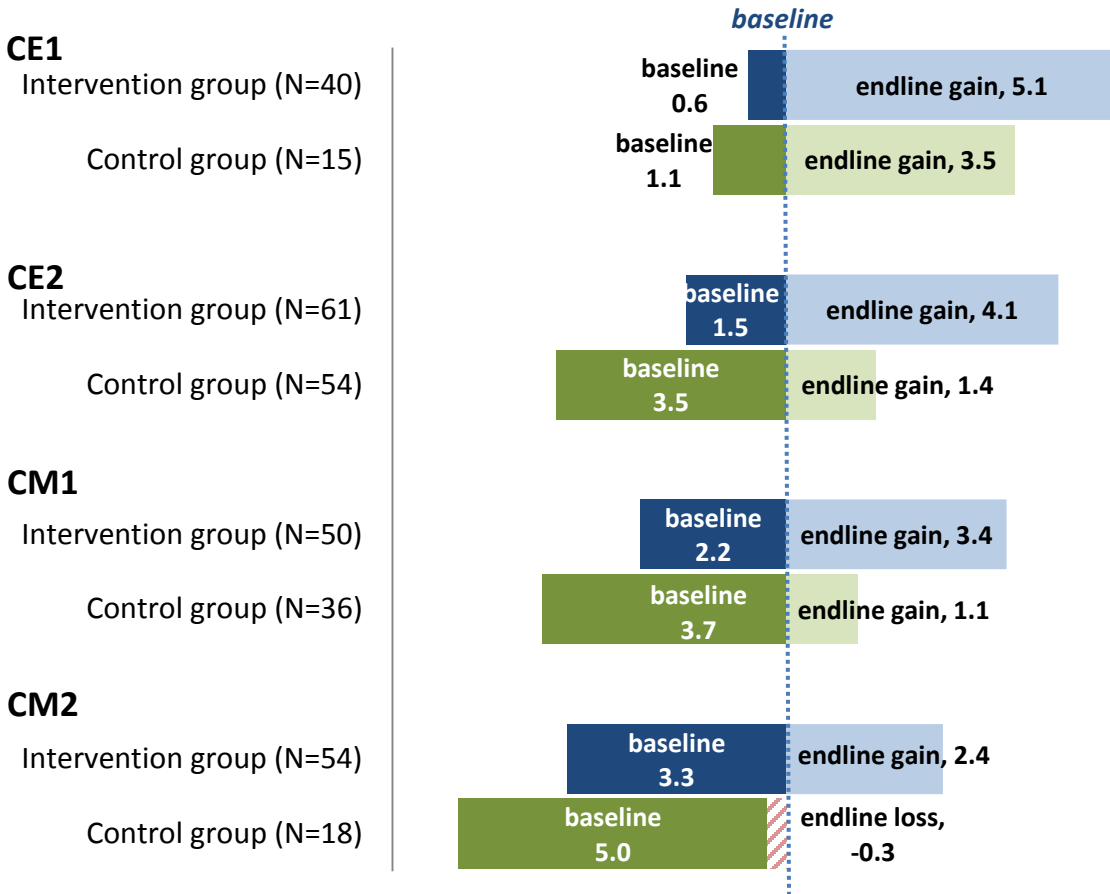 baseline
CE1
Intervention group (N=40)
baseline
0.6
endline gain, 5.1
Control group (N=15)
baseline
1.1
endline gain, 3.5
CE2
Intervention group (N=61)
baseline
1.5
endline gain, 4.1
Control group (N=54)
baseline
3.5
endline gain, 1.4
CM1
Intervention group (N=50)
baseline
2.2
endline gain, 3.4
Control group (N=36)
baseline
3.7
endline gain, 1.1
CM2
Intervention group (N=54)
baseline
3.3
endline gain, 2.4
Control group (N=18)
baseline
5.0
endline loss,
-0.3